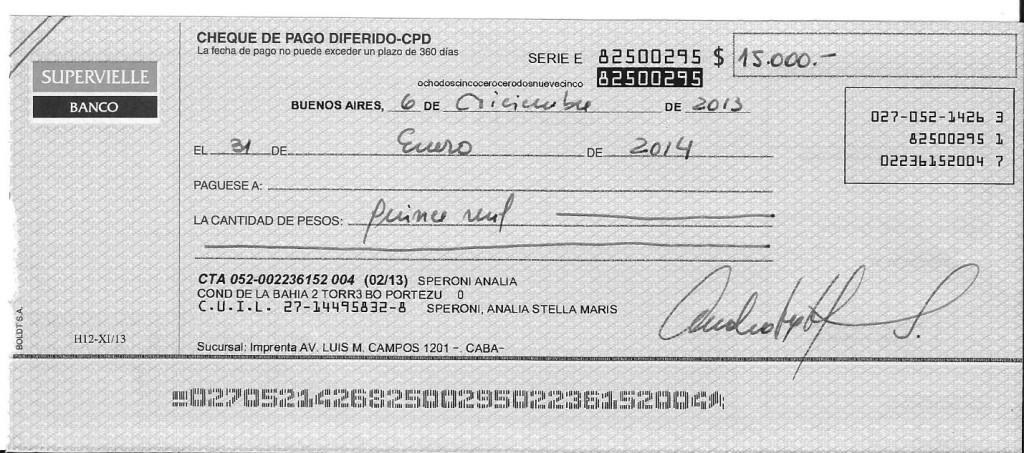 CHEQUE DE PAGO DIFERIDO-CPD
La fecha de pago no puede exceder un plazo de 360 días
SERIE E 82500295 $ 15.000.-
82500295
ochodoscincocerocerodosnuevecinco
SUPERVIELLE
BANCO
BUENOS AIRES, 6 DE Diciembre DE 2013
027-052-1426 3
82500295 1
02236152004 7
EL 31 DE Enero DE 2014
PAGUESE A:
LA CANTIDAD DE PESOS: quince mil
CTA 052-002236152 004 (02/13) SPERONI ANALIA
COND DE LA BAHIA 2 TORR3 BO PORTEZU 0
C.U.I.L. 27-14495832-8 SPERONI, ANALIA STELLA MARIS
Sucursal: Imprenta AV. LUIS M. CAMPOS 1201 -. CABA-
BOLDT S.A.
H12-XI/13
02705214268250029502236152004